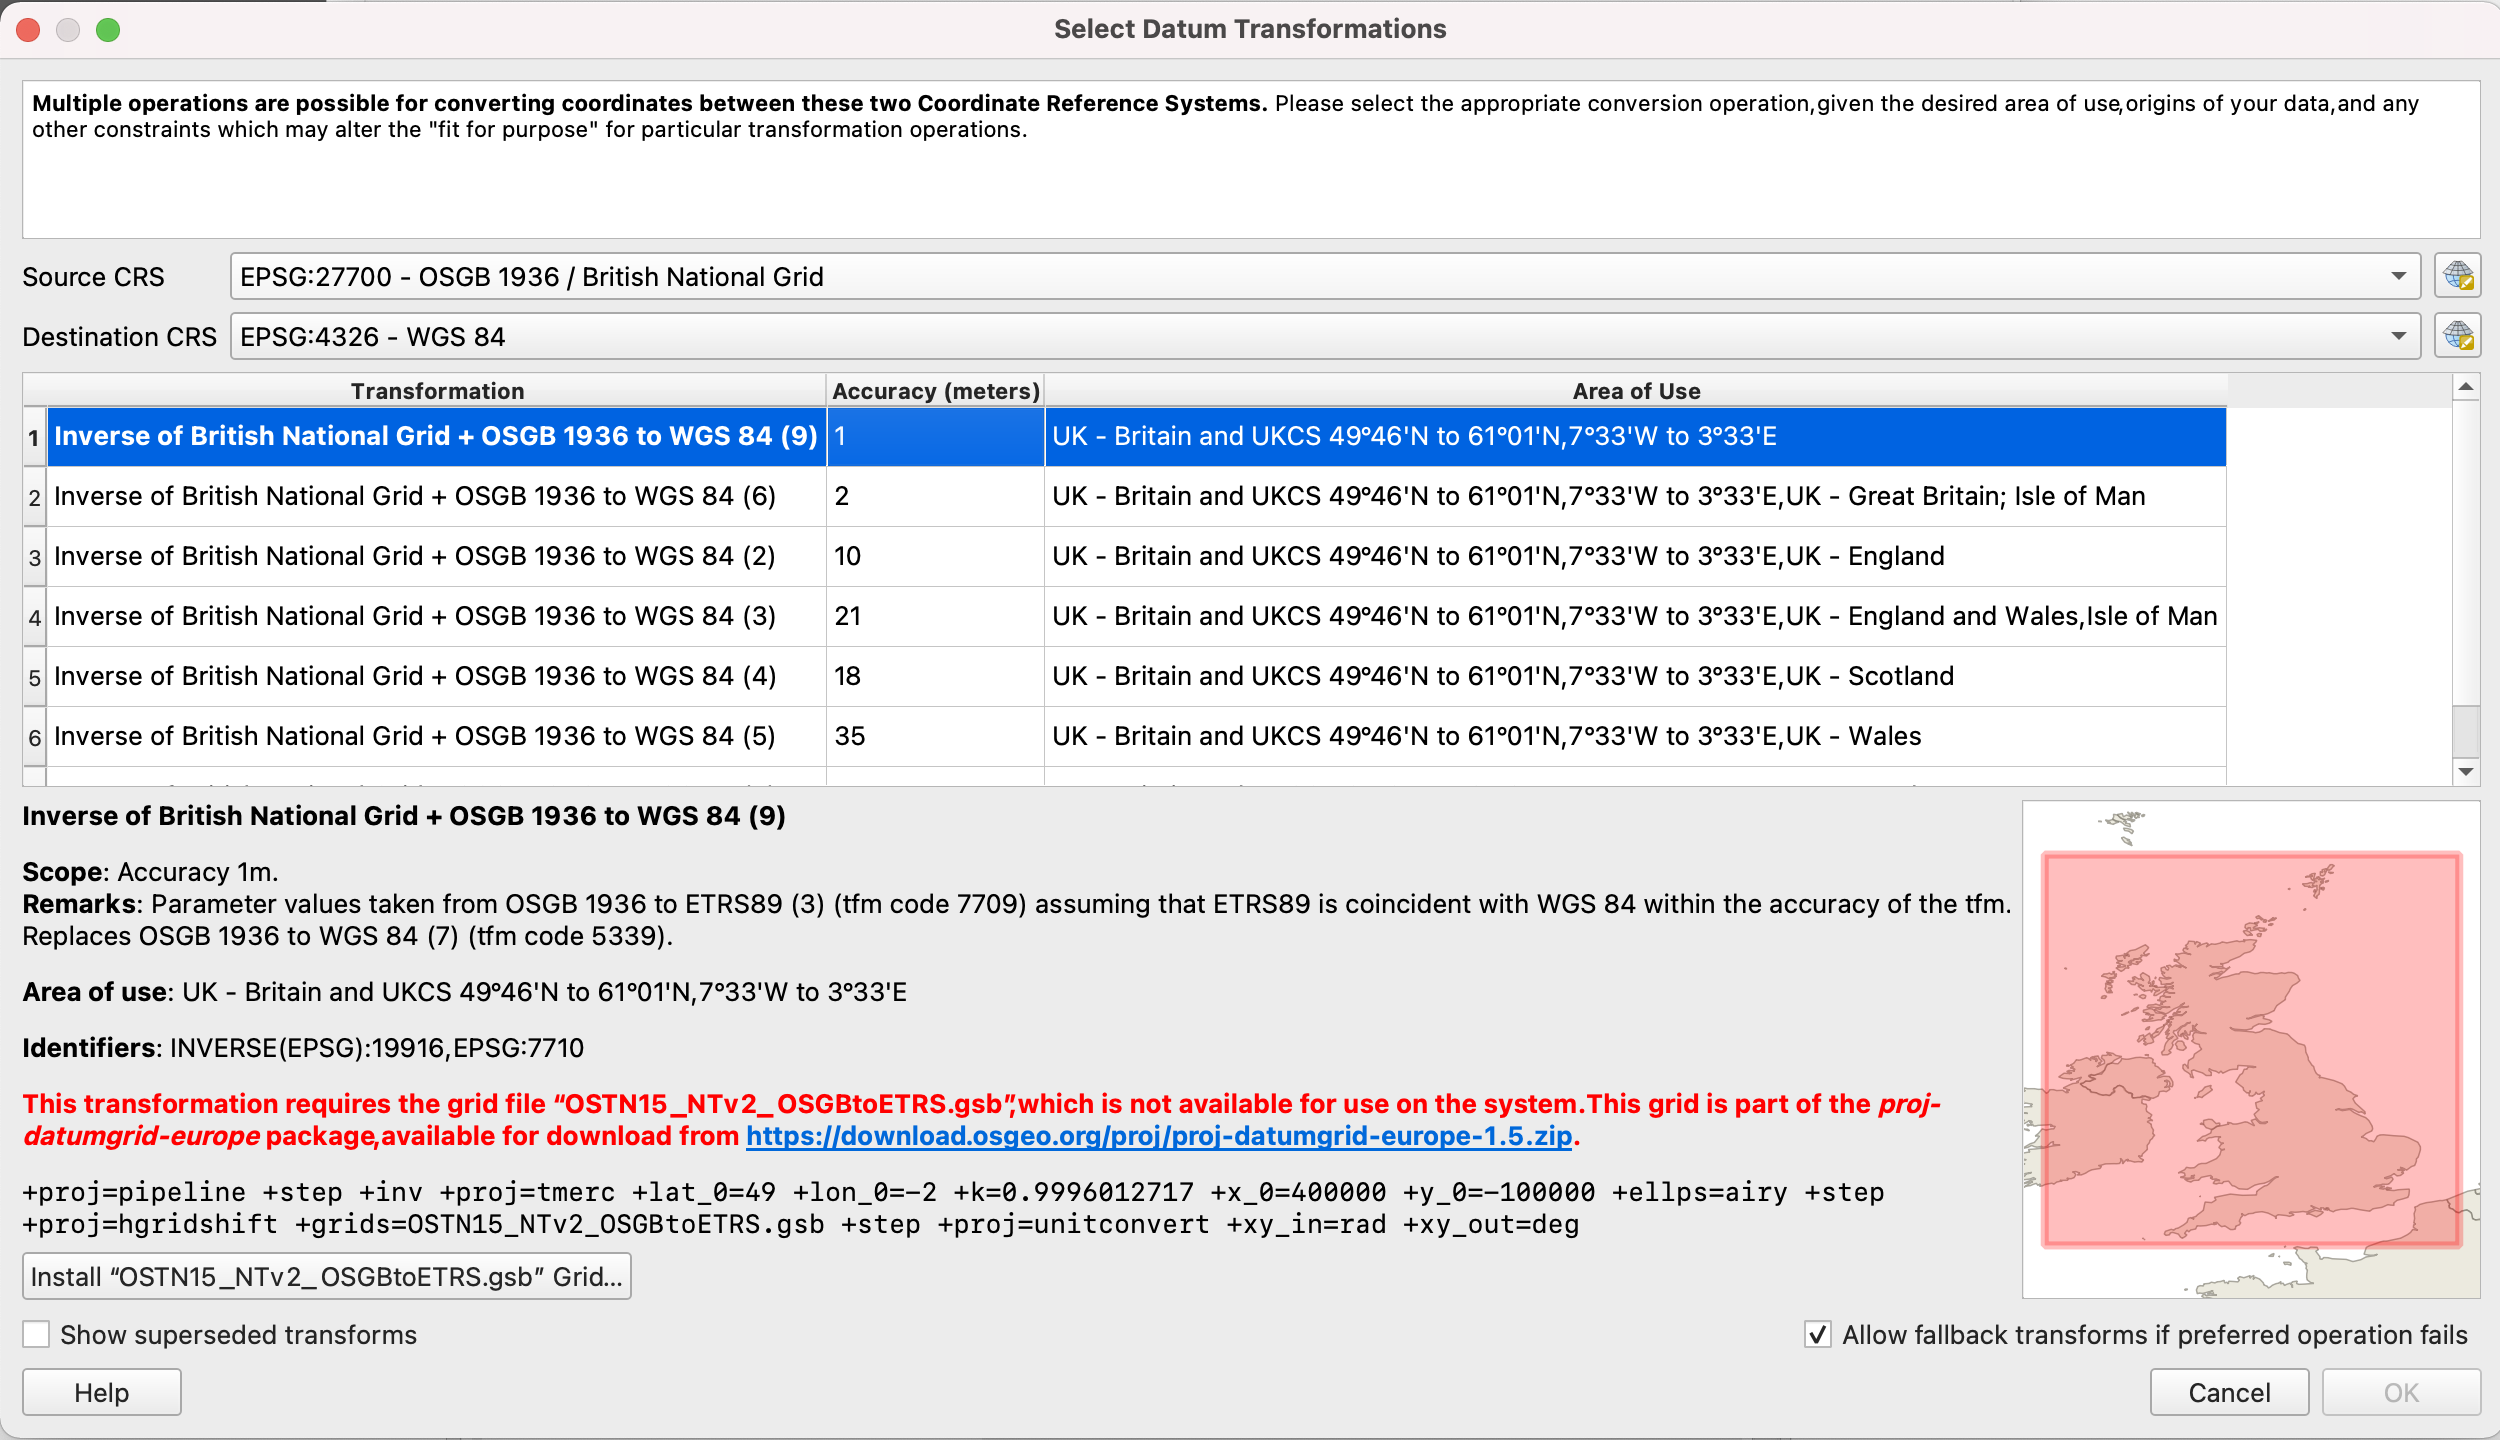 Select Datum Transformations
Multiple operations are possible for converting coordinates between these two Coordinate Reference Systems. Please select the appropriate conversion operation,given the desired area of use,origins of your data,and any
other constraints which may alter the "fit for purpose" for particular transformation operations.
Source CRS EPSG:27700 - OSGB 1936 / British National Grid
Destination CRS EPSG:4326 - WGS 84
Transformation Accuracy (meters) Area of Use
1 Inverse of British National Grid + OSGB 1936 to WGS 84 (9) 1 UK - Britain and UKCS 49°46'N to 61°01'N,7°33'W to 3°33'E
2 Inverse of British National Grid + OSGB 1936 to WGS 84 (6) 2 UK - Britain and UKCS 49°46'N to 61°01'N,7°33'W to 3°33'E,UK - Great Britain; Isle of Man
3 Inverse of British National Grid + OSGB 1936 to WGS 84 (2) 10 UK - Britain and UKCS 49°46'N to 61°01'N,7°33'W to 3°33'E,UK - England
4 Inverse of British National Grid + OSGB 1936 to WGS 84 (3) 21 UK - Britain and UKCS 49°46'N to 61°01'N,7°33'W to 3°33'E,UK - England and Wales,Isle of Man
5 Inverse of British National Grid + OSGB 1936 to WGS 84 (4) 18 UK - Britain and UKCS 49°46'N to 61°01'N,7°33'W to 3°33'E,UK - Scotland
6 Inverse of British National Grid + OSGB 1936 to WGS 84 (5) 35 UK - Britain and UKCS 49°46'N to 61°01'N,7°33'W to 3°33'E,UK - Wales
Inverse of British National Grid + OSGB 1936 to WGS 84 (9)
Scope: Accuracy 1m.
Remarks: Parameter values taken from OSGB 1936 to ETRS89 (3) (tfm code 7709) assuming that ETRS89 is coincident with WGS 84 within the accuracy of the tfm.
Replaces OSGB 1936 to WGS 84 (7) (tfm code 5339).
Area of use: UK - Britain and UKCS 49°46'N to 61°01'N,7°33'W to 3°33'E
Identifiers: INVERSE(EPSG):19916,EPSG:7710
This transformation requires the grid file “OSTN15_NTv2_OSGBtoETRS.gsb”,which is not available for use on the system.This grid is part of the proj-
datumgrid-europe package,available for download from https://download.osgeo.org/proj/proj-datumgrid-europe-1.5.zip.
+proj=pipeline +step +inv +proj=tmerc +lat_0=49 +lon_0=-2 +k=0.9996012717 +x_0=400000 +y_0=-100000 +ellps=airy +step
+proj=hgridshift +grids=OSTN15_NTv2_OSGBtoETRS.gsb +step +proj=unitconvert +xy_in=rad +xy_out=deg
Install “OSTN15_NTv2_OSGBtoETRS.gsb” Grid...
Show superseded transforms
Allow fallback transforms if preferred operation fails
Help
Cancel
OK